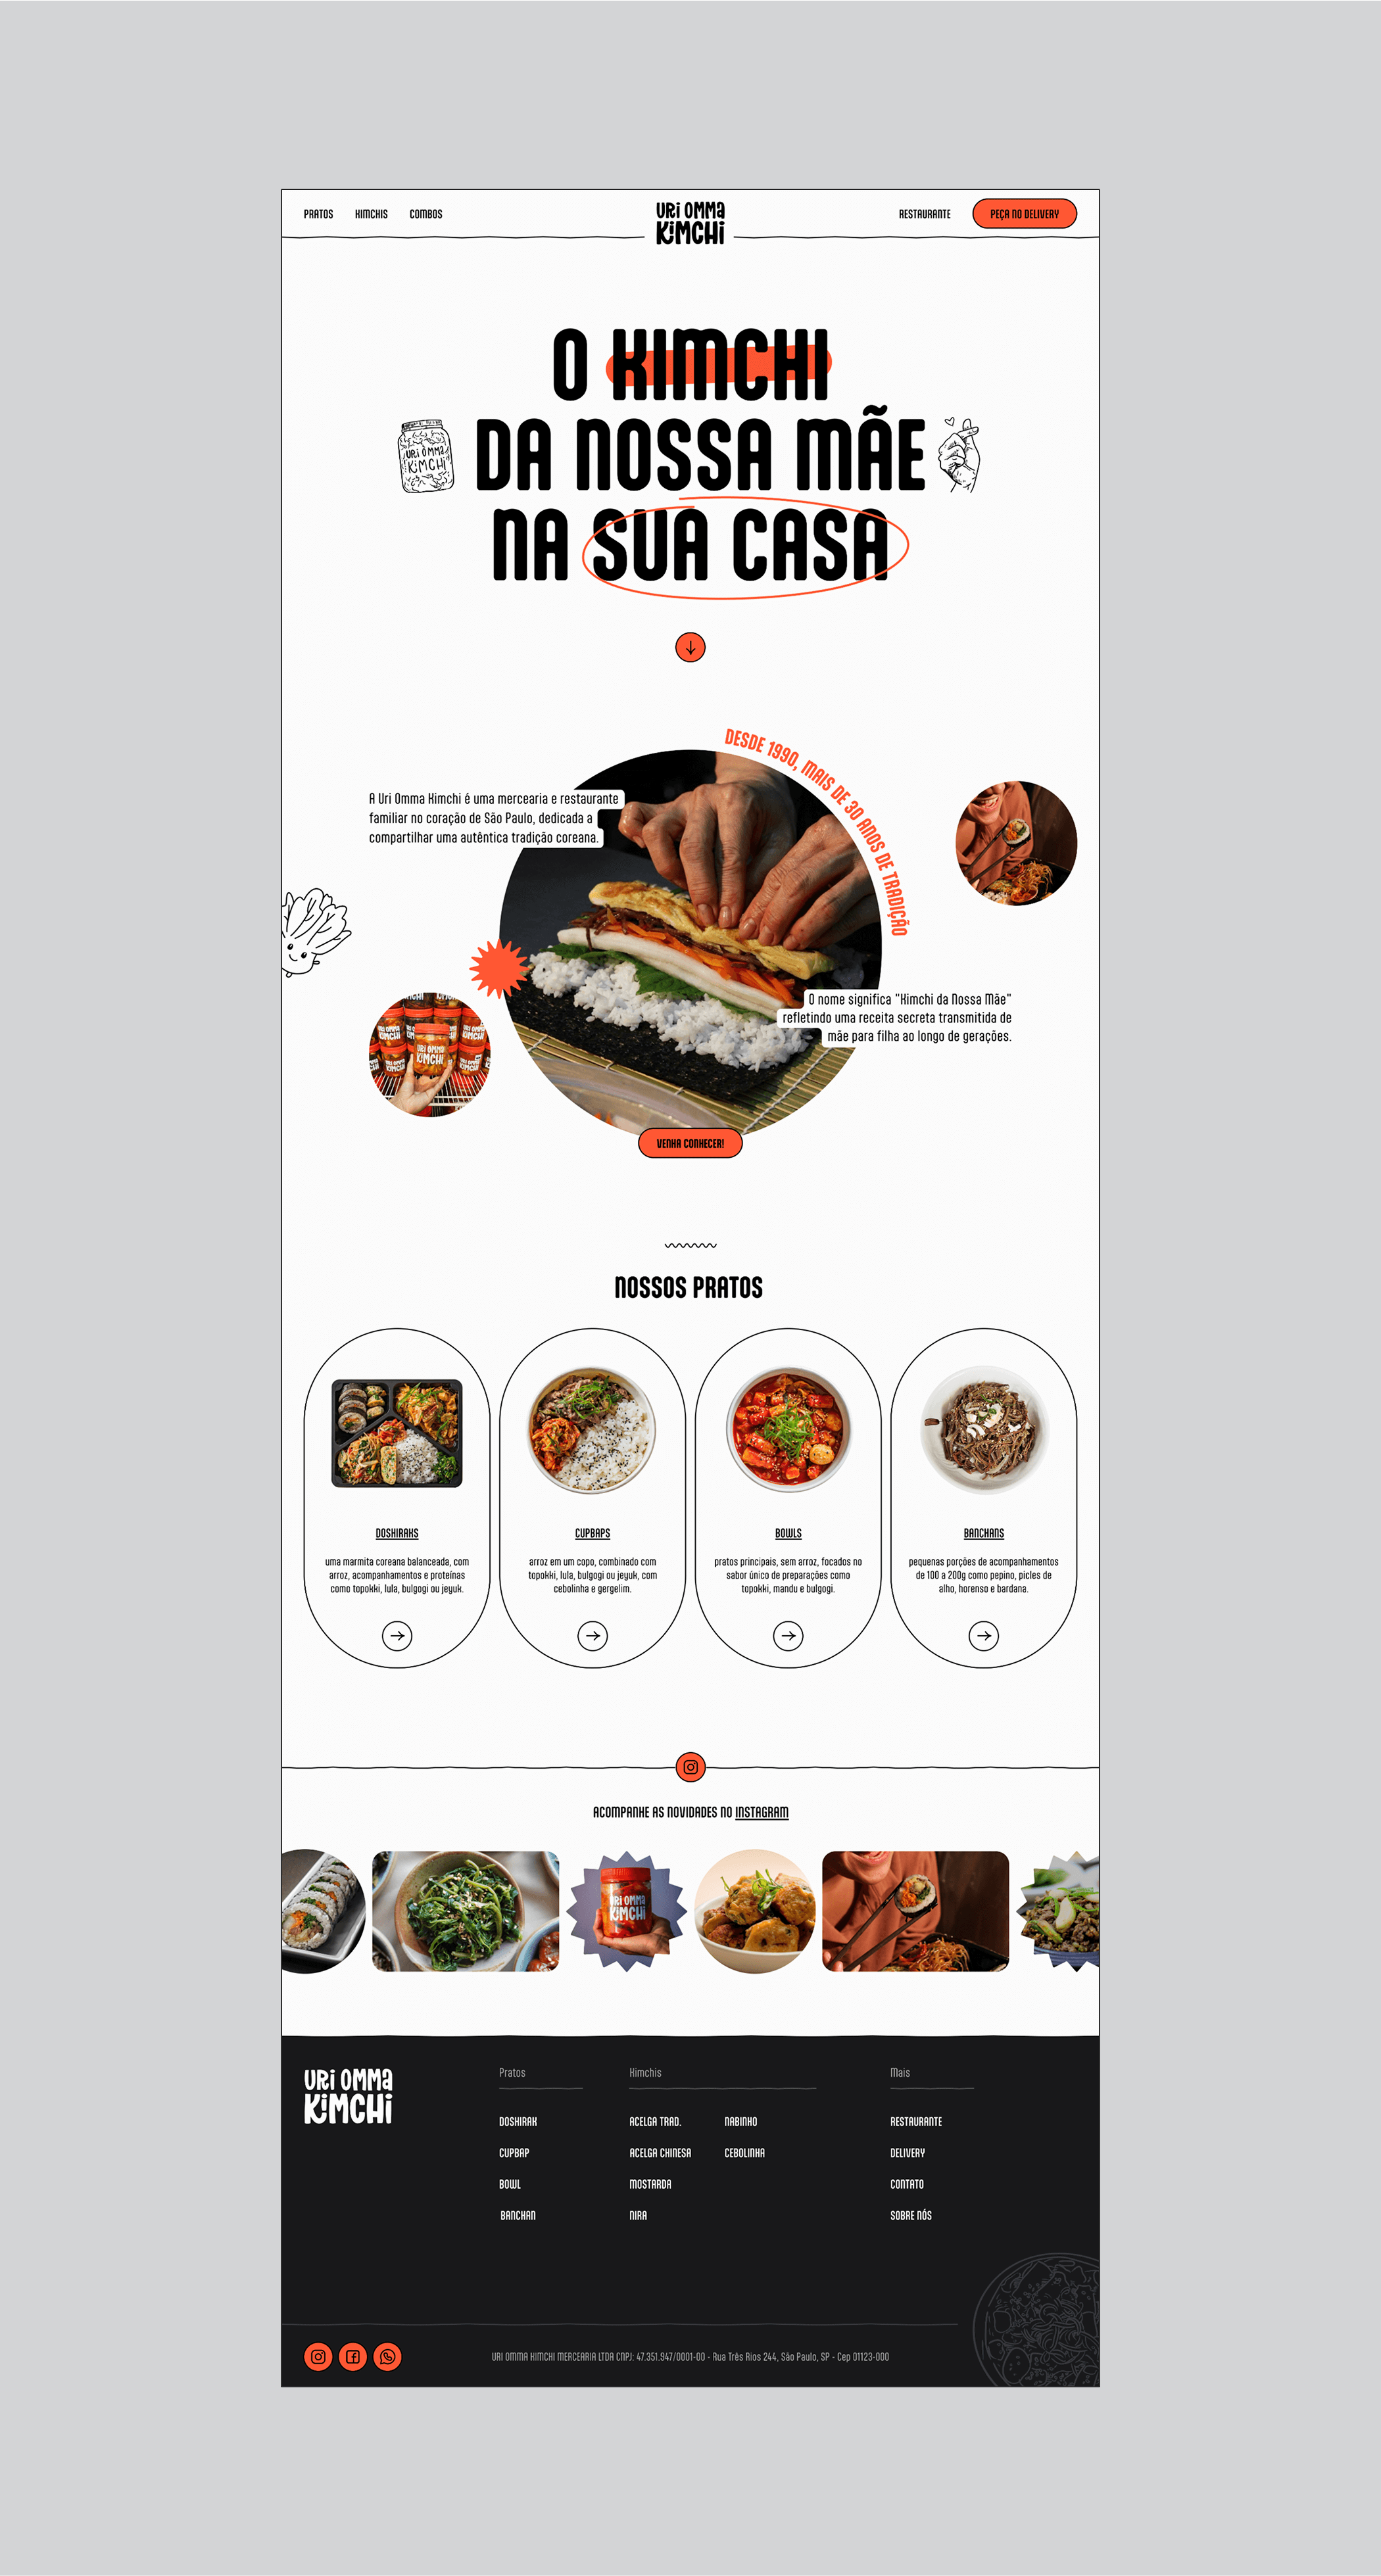 PRATOS KIMCHIS COMBOS
URI OMMA
KIMCHI
RESTAURANTE PEÇA NO DELIVERY
O KIMCHI
DA NOSSA MÃE
NA SUA CASA
URI OMMA
KIMCHI
DESDE 1990, MAIS DE 30 ANOS DE TRADIÇÃO
A Uri Omma Kimchi é uma mercearia e restaurante
familiar no coração de São Paulo, dedicada a
compartilhar uma autêntica tradição coreana.
O nome significa "Kimchi da Nossa Mãe"
refletindo uma receita secreta transmitida de
mãe para filha ao longo de gerações.
URI OMMA
KIMCHI
VENHA CONHECER!
NOSSOS PRATOS
DOSHIRAKS
uma marmita coreana balanceada, com
arroz, acompanhamentos e proteínas
como topokki, lula, bulgogi ou jeyuk.
CUPBAPS
arroz em um copo, combinado com
topokki, lula, bulgogi ou jeyuk, com
cebolinha e gergelim.
BOWLS
pratos principais, sem arroz, focados no
sabor único de preparações como
topokki, mandu e bulgogi.
BANCHANS
pequenas porções de acompanhamentos
de 100 a 200g como pepino, picles de
alho, horenso e bardana.
ACOMPANHE AS NOVIDADES NO INSTAGRAM
URI OMMA
KIMCHI
URI OMMA
KIMCHI
Pratos
DOSHIRAK
CUPBAP
BOWL
BANCHAN
Kimchis
ACELGA TRAD.
ACELGA CHINESA
MOSTARDA
NIRA
NABINHO
CEBOLINHA
Mais
RESTAURANTE
DELIVERY
CONTATO
SOBRE NÓS
URI OMMA KIMCHI MERCEARIA LTDA CNPJ: 47.351.947/0001-00 - Rua Três Rios 244, São Paulo, SP - Cep 01123-000